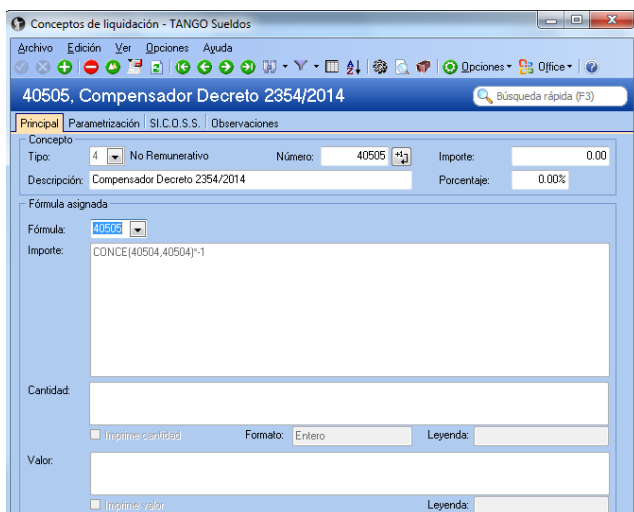 Conceptos de liquidación - TANGO Sueldos
Archivo Edición Ver Opciones Ayuda
Opciones Office
40505, Compensador Decreto 2354/2014
Búsqueda rápida (F3)
Principal Parametrización SI.C.O.S.S. Observaciones
Concepto
Tipo: 4 No Remunerativo Número: 40505 Importe: 0.00
Descripción: Compensador Decreto 2354/2014 Porcentaje: 0.00%
Fórmula asignada
Fórmula: 40505
Importe: CONCE(40504,40504)*-1
Cantidad:
Imprime cantidad Formato: Entero Leyenda:
Valor:
Imprime valor Leyenda: